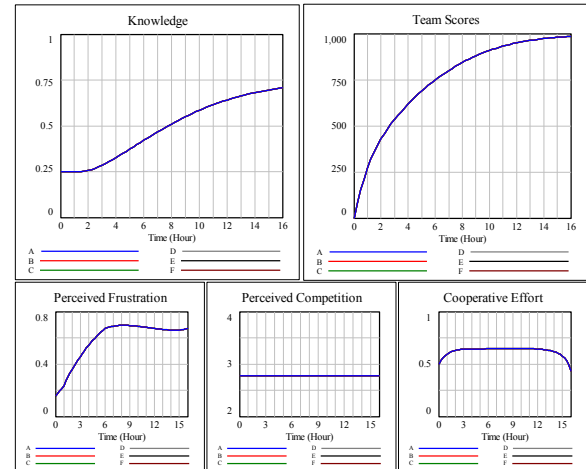 Knowledge
1
0.75
0.5
0.25
0
0 2 4 6 8 10 12 14 16
Time (Hour)
A D
B E
C F
Team Scores
1,000
750
500
250
0
0 2 4 6 8 10 12 14 16
Time (Hour)
A D
B E
C F
Perceived Frustration
0.8
0.4
0
0 3 6 9 12 15
Time (Hour)
A D
B E
C F
Perceived Competition
4
3
2
0 3 6 9 12 15
Time (Hour)
A D
B E
C F
Cooperative Effort
1
0.5
0
0 3 6 9 12 15
Time (Hour)
A D
B E
C F